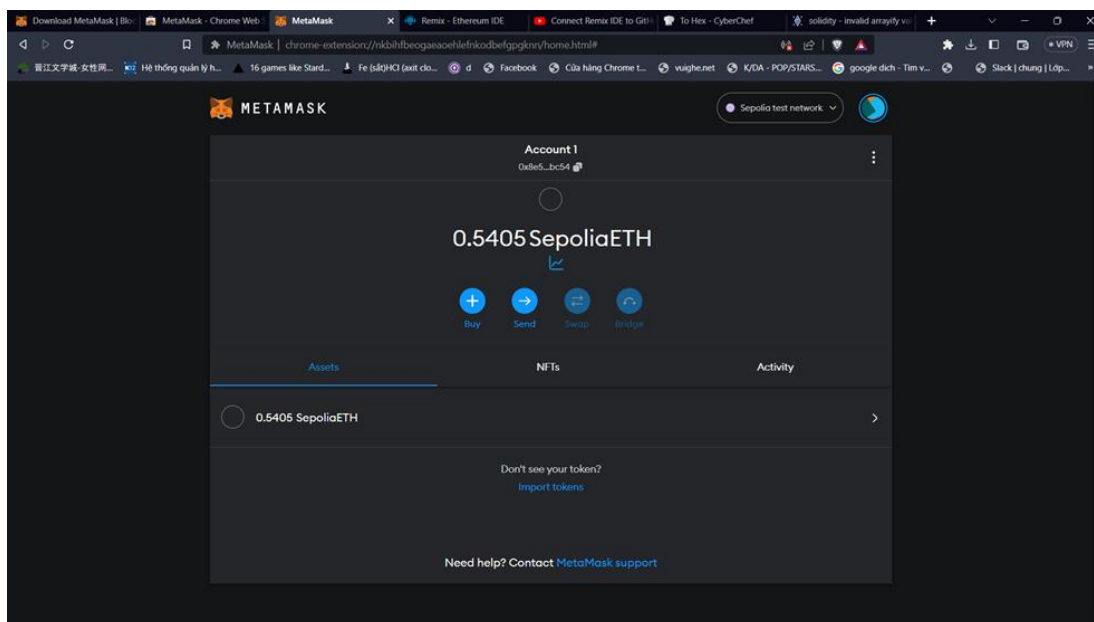 Download MetaMask | Bloc
MetaMask - Chrome Web S
MetaMask
Remix - Ethereum IDE
Connect Remix IDE to GitH
To Hex - CyberChef
solidity - invalid arrayify val
MetaMask | chrome-extension://nkbihfbeogaeaoehlefnkodbefgpgknn/home.html#
VPN
晋江文学城-女性网...
Hệ thống quản lý h...
16 games like Stard...
Fe (sắt)HCl (axit clo...
d
Facebook
Cửa hàng Chrome t...
vuighe.net
K/DA - POP/STARS...
google dich - Tìm v...
Slack | chung | Lớp...
METAMASK
Sepolia test network
Account 1
0x8e5...bc54
0.5405 SepoliaETH
Buy
Send
Swap
Bridge
Assets
NFTs
Activity
0.5405 SepoliaETH
Don't see your token?
Import tokens
Need help? Contact MetaMask support